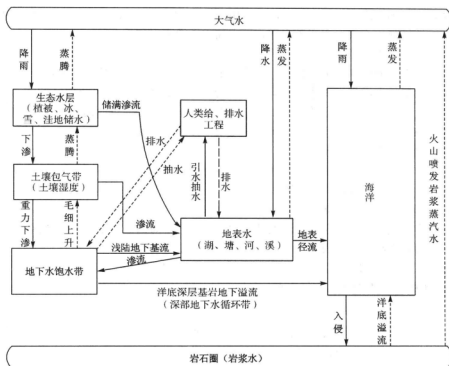 大气水
降雨
蒸腾
降水
蒸发
降雨
蒸发
生态水层
(植被、冰、
雪、洼地储水)
储满渗流
人类给、排水
工程
排水
抽水
下渗
蒸腾
引水抽水
排水
火山喷发岩浆蒸汽水
土壤包气带
(土壤湿度)
海洋
渗流
地表水
(湖、塘、河、溪)
地表
径流
重力下渗
毛细上升
浅陆地下基流
渗流
地下水饱水带
洋底深层基岩地下溢流
(深部地下水循环带)
入侵
洋底溢流
岩石圈(岩浆水)